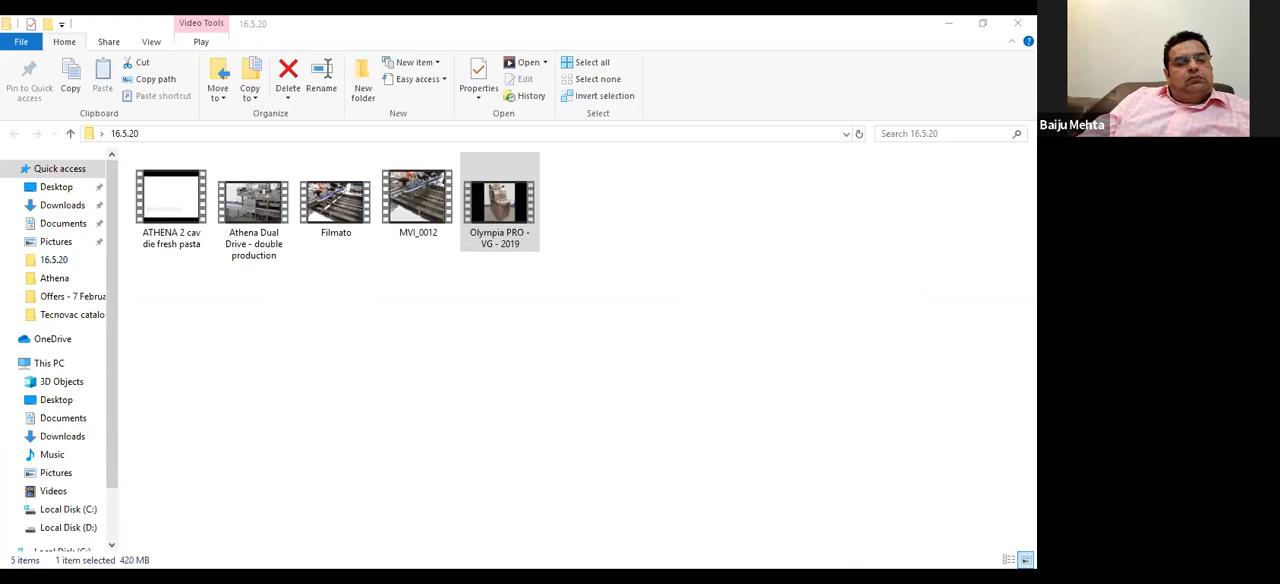 Video Tools
16.5.20
File
Home
Share
View
Play
Pin to Quick
access
Copy
Paste
Cut
Copy path
Paste shortcut
Clipboard
Move
to
Copy
to
Delete
Rename
Organize
New
folder
New item
Easy access
New
Properties
Open
Edit
History
Open
Select all
Select none
Invert selection
Select
Baiju Mehta
16.5.20
Search 16.5.20
Quick access
Desktop
Downloads
Documents
Pictures
16.5.20
Athena
Offers - 7 Februa
Tecnovac catalo
OneDrive
This PC
3D Objects
Desktop
Documents
Downloads
Music
Pictures
Videos
Local Disk (C:)
Local Disk (D:)
ATHENA 2 cav
die fresh pasta
Athena Dual
Drive - double
production
Filmato
MVI_0012
Olympia PRO -
VG - 2019
5 items
1 item selected
420 MB